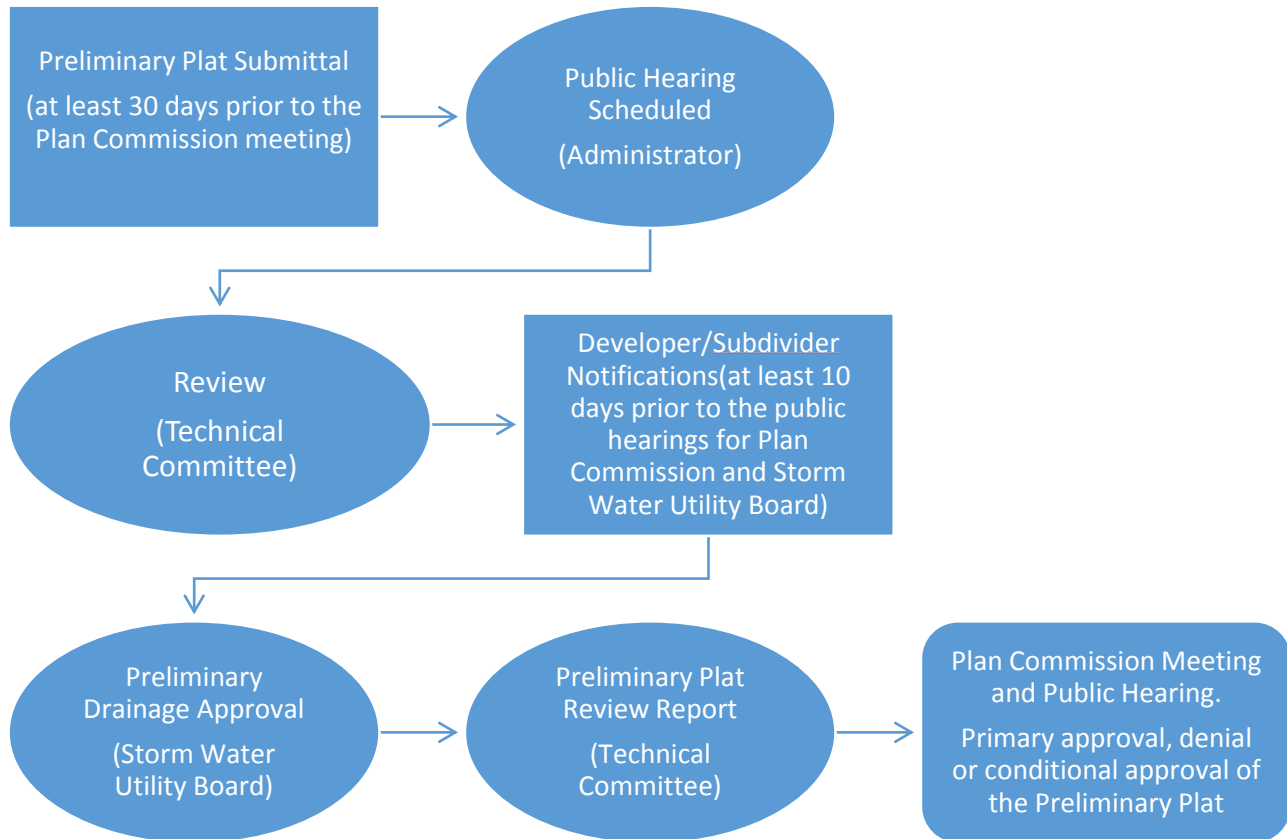 Preliminary Plat Submittal
(at least 30 days prior to the
Plan Commission meeting)
Public Hearing
Scheduled
(Administrator)
Review
(Technical
Committee)
Developer/Subdivider
Notifications(at least 10
days prior to the public
hearings for Plan
Commission and Storm
Water Utility Board)
Preliminary
Drainage Approval
(Storm Water
Utility Board)
Preliminary Plat
Review Report
(Technical
Committee)
Plan Commission Meeting
and Public Hearing.
Primary approval, denial
or conditional approval of
the Preliminary Plat